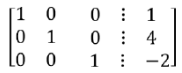 1 0 0 ⋮ 1
0 1 0 ⋮ 4
0 0 1 ⋮ −2